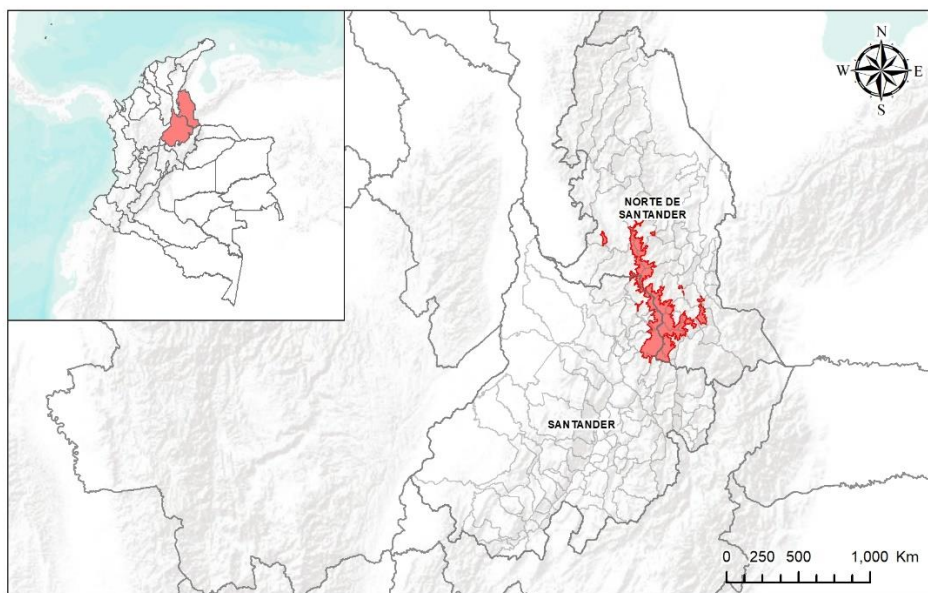 N
W
E
S
NORTE DE
SANTANDER
SANTANDER
0 250 500 1,000 Km